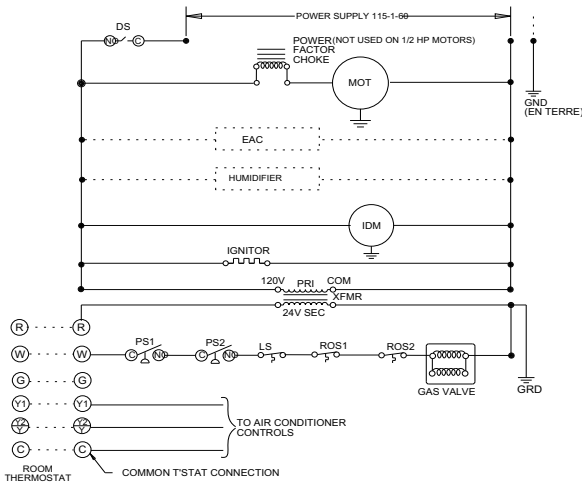 POWER SUPPLY 115-1-60
DS
NO C
POWER (NOT USED ON 1/2 HP MOTORS)
FACTOR
CHOKE
MOT
GND
(EN TERRE)
EAC
HUMIDIFIER
IDM
IGNITOR
120V PRI COM
XFMR
24V SEC
R R
W W C PS1 NO C PS2 NO LS ROS1 ROS2
GAS VALVE
GRD
G G
Y1 Y1
Y2 Y2
Y Y
TO AIR CONDITIONER
CONTROLS
C C
ROOM
THERMOSTAT
COMMON T'STAT CONNECTION